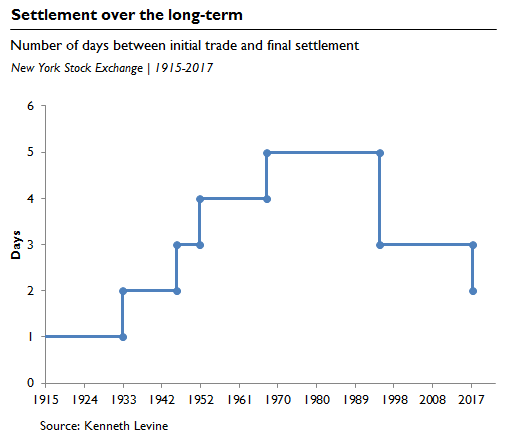 Settlement over the long-term
Number of days between initial trade and final settlement
New York Stock Exchange | 1915-2017
6
5
4
3
2
1
0
Days
1915 1924 1933 1942 1952 1961 1970 1980 1989 1998 2008 2017
Source: Kenneth Levine